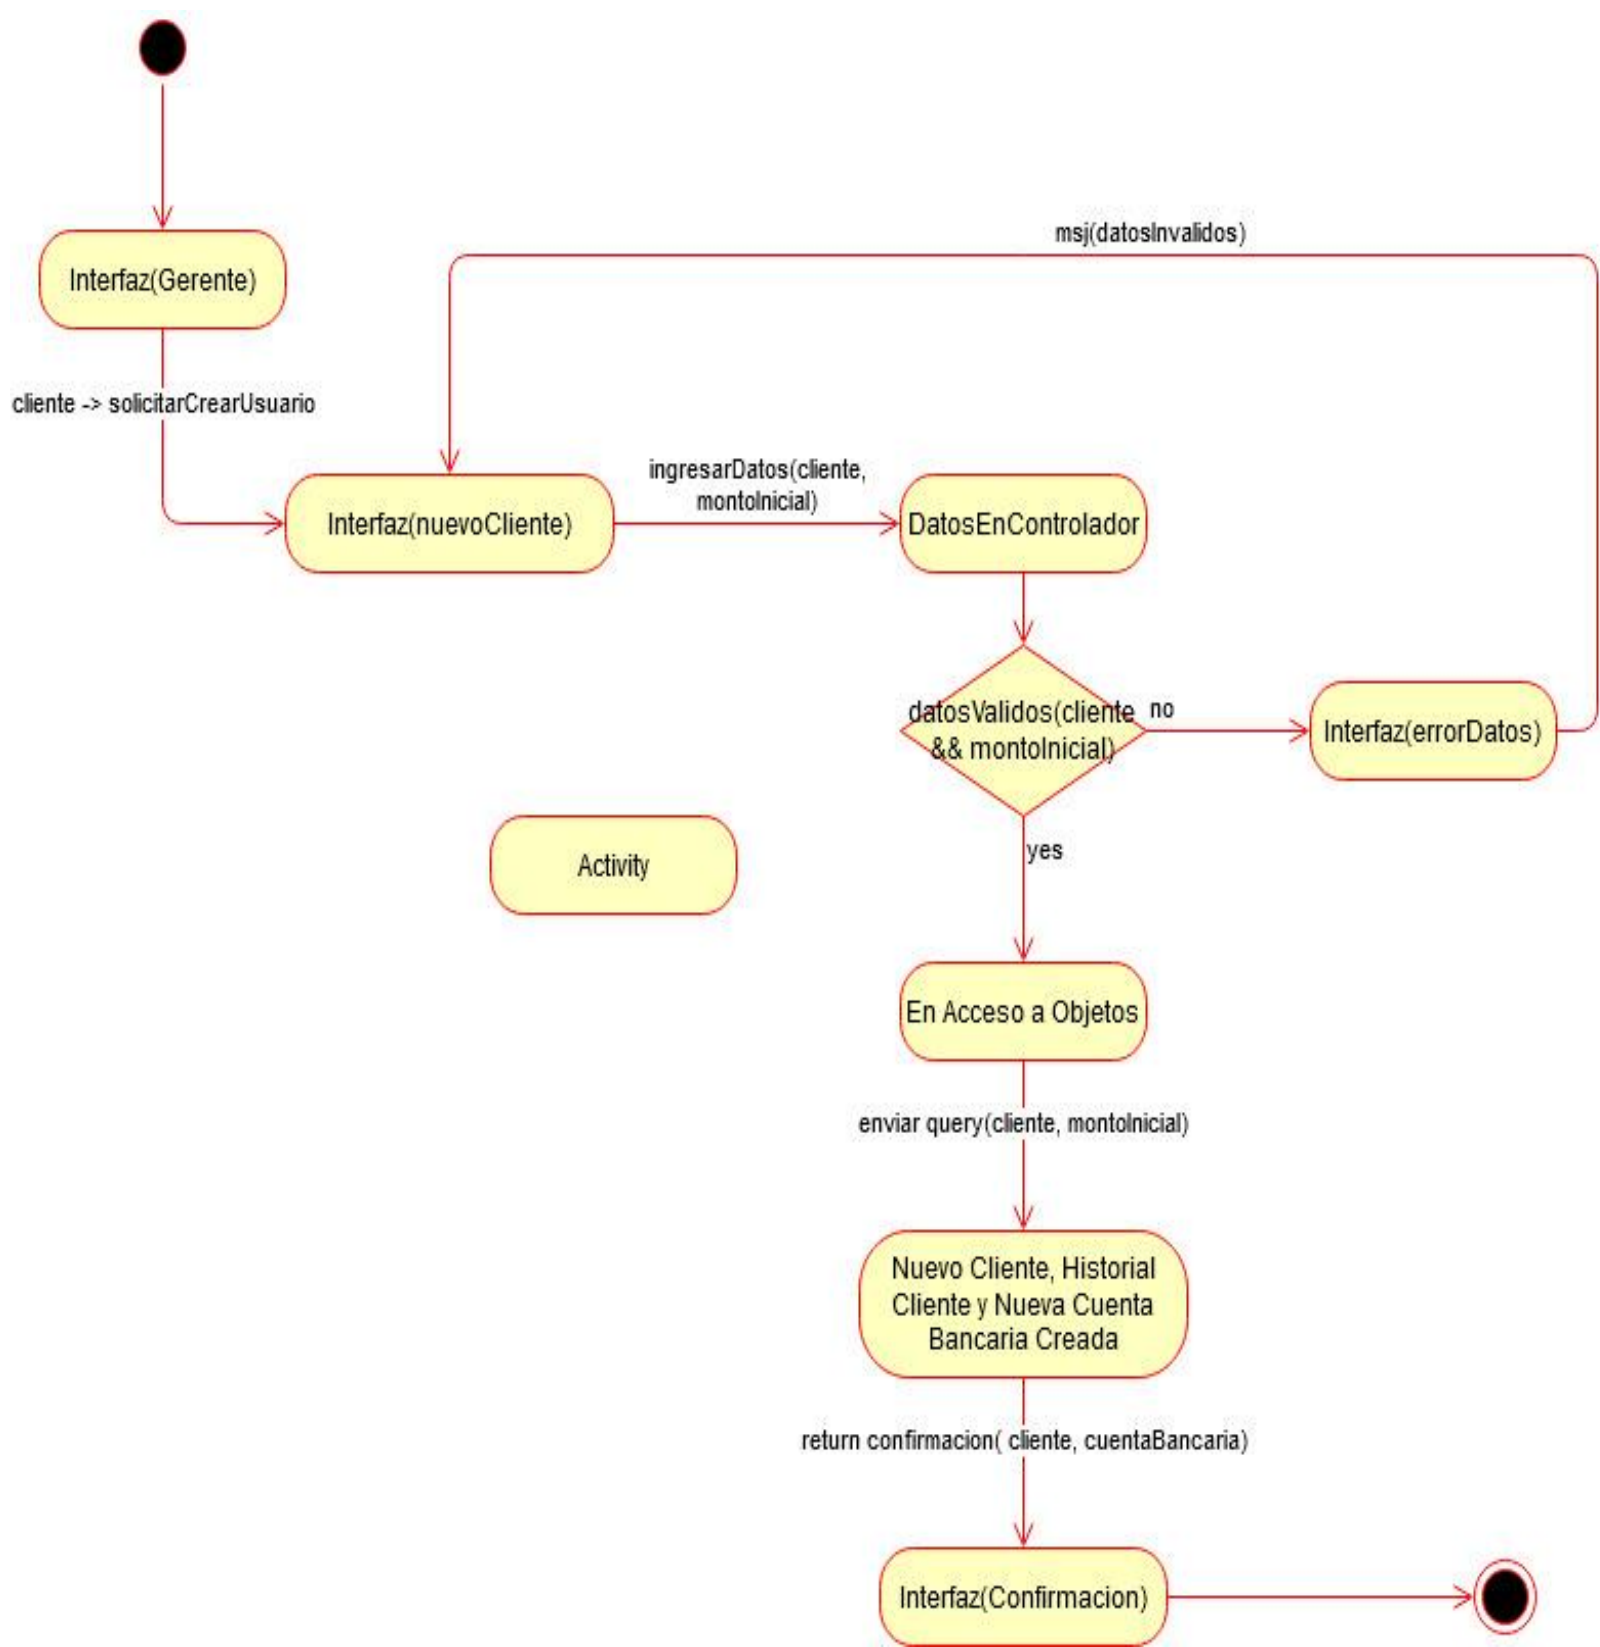 msj(datosInvalidos)
Interfaz(Gerente)
cliente -> solicitarCrearUsuario
ingresarDatos(cliente,
montoInicial)
Interfaz(nuevoCliente)
DatosEnControlador
datosValidos(cliente
&& montoInicial)
no
Interfaz(errorDatos)
yes
Activity
En Acceso a Objetos
enviar query(cliente, montoInicial)
Nuevo Cliente, Historial
Cliente y Nueva Cuenta
Bancaria Creada
return confirmacion( cliente, cuentaBancaria)
Interfaz(Confirmacion)